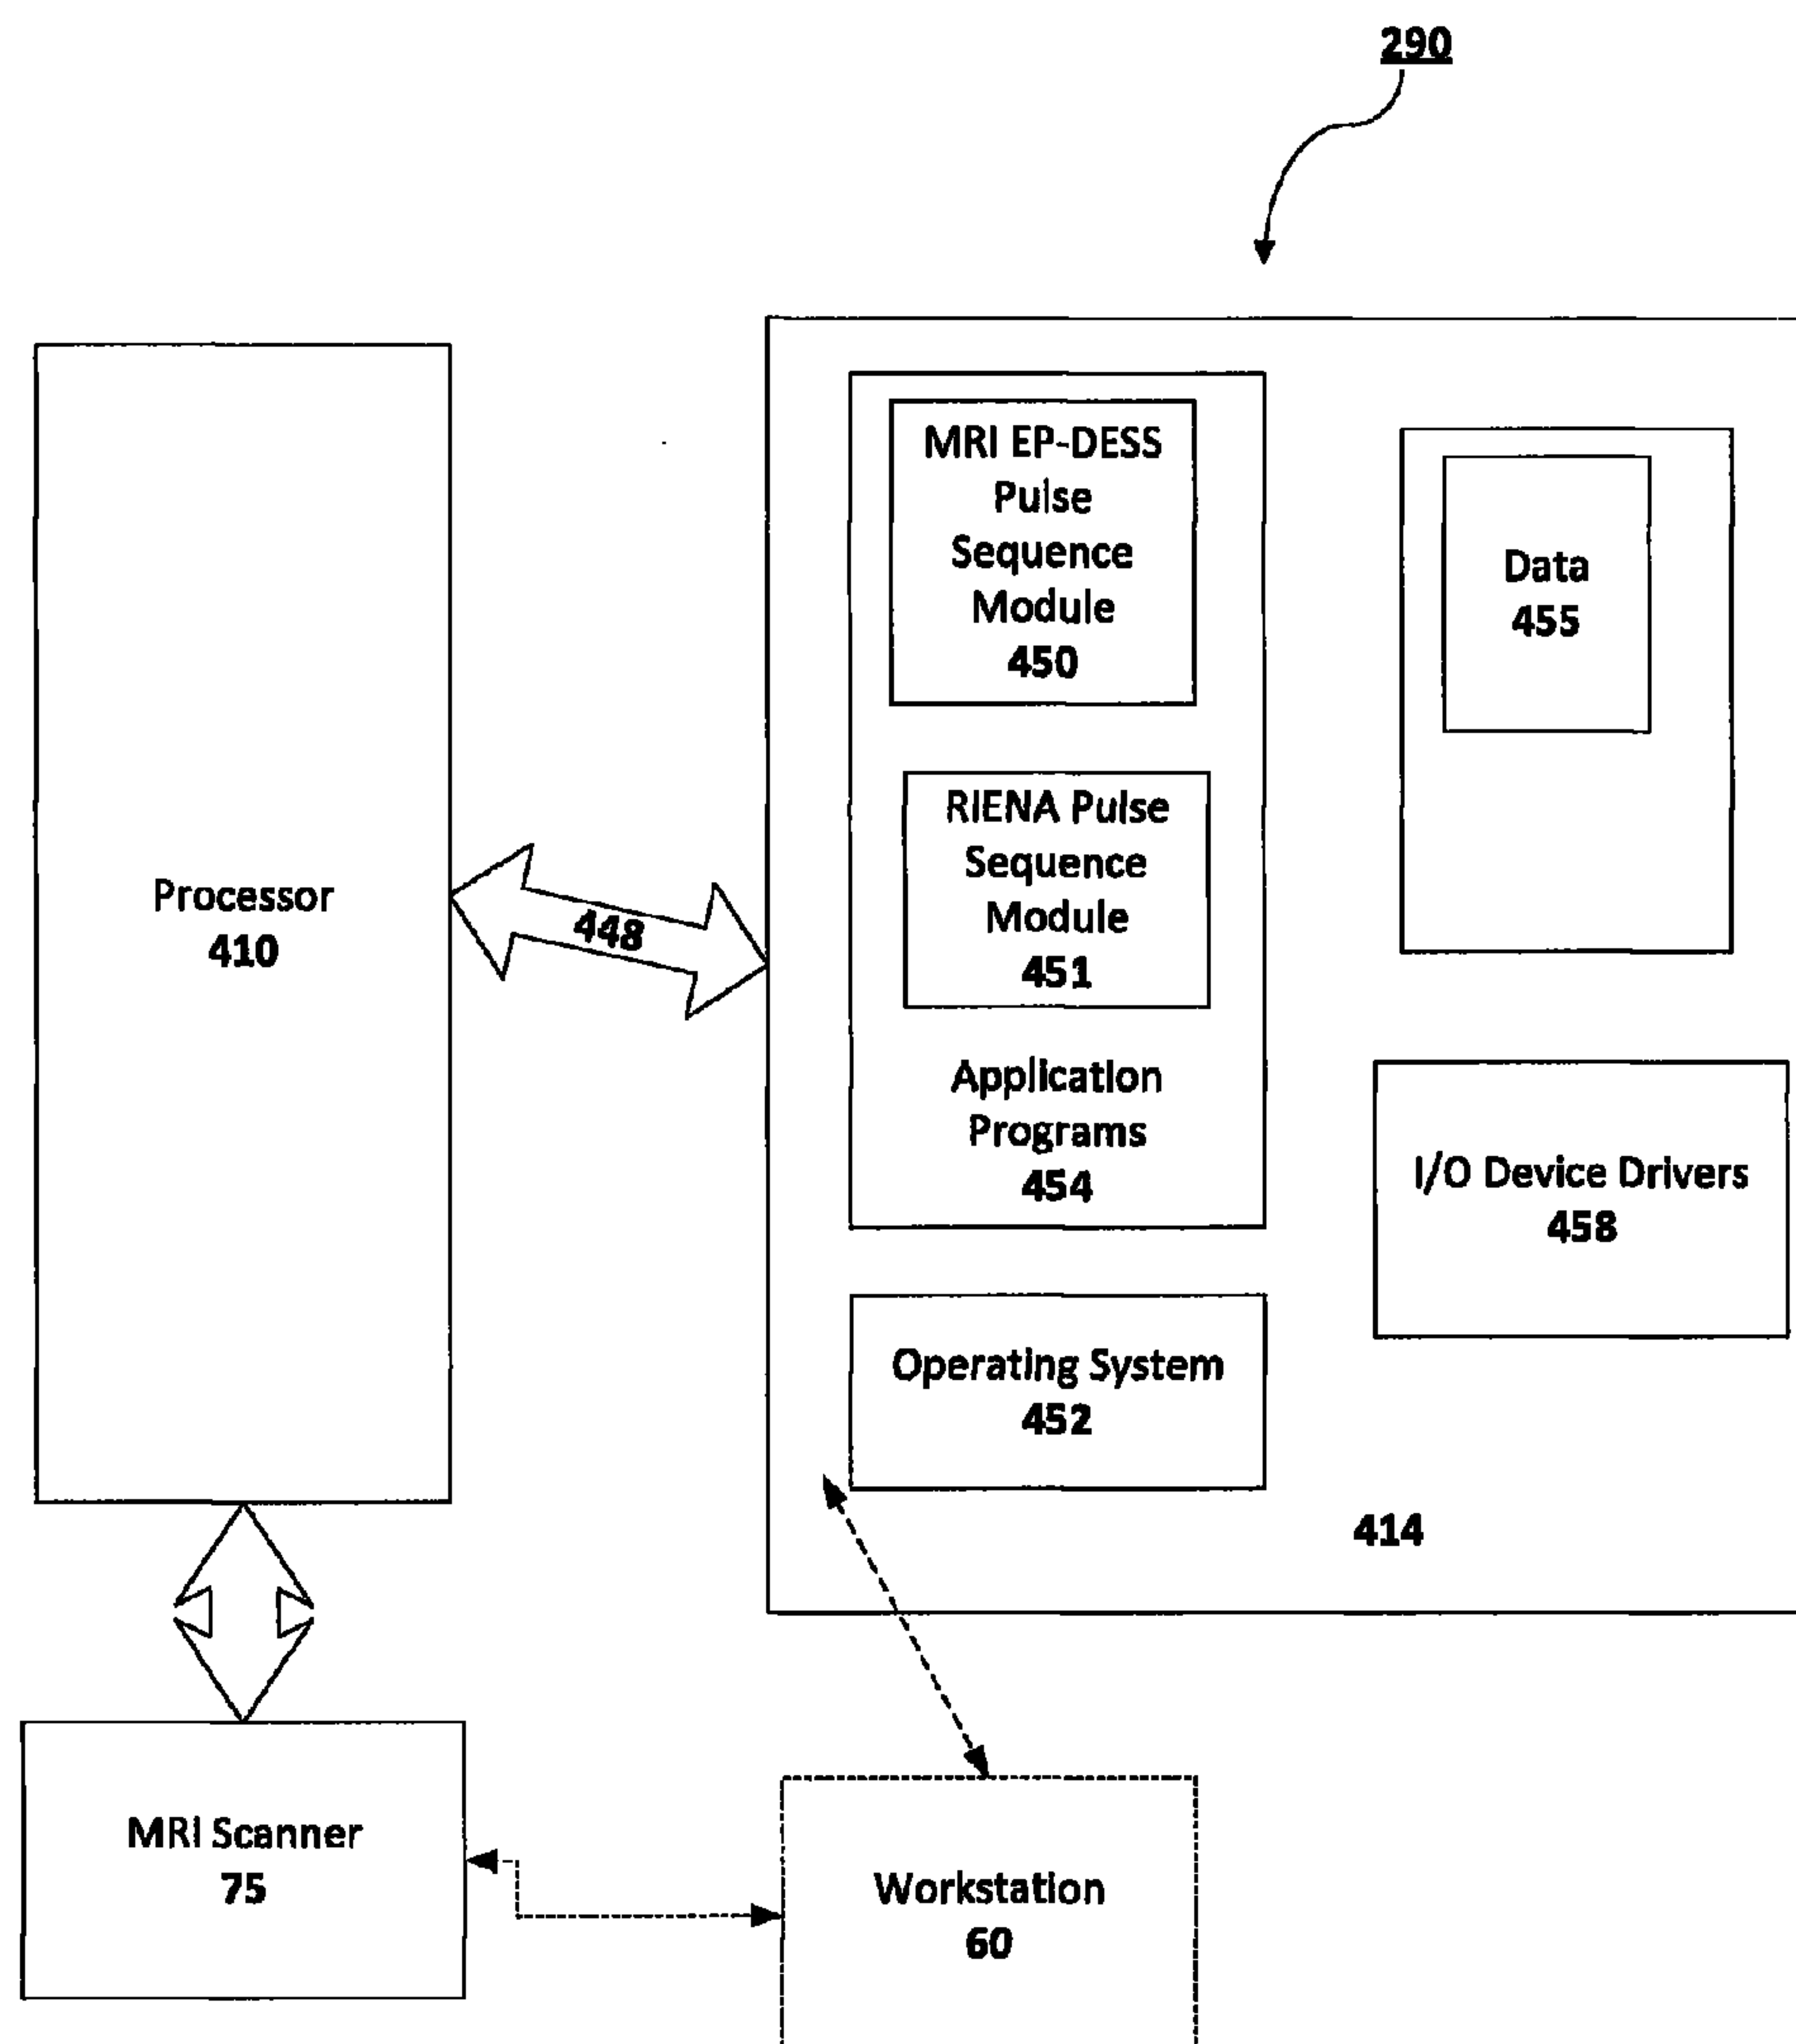 290
MRI EP-DESS
Pulse
Sequence
Module
450
Data
455
RIENA Pulse
Sequence
Module
451
Processor
410
448
Application
Programs
454
I/O Device Drivers
458
Operating System
452
414
MRI Scanner
75
Workstation
60